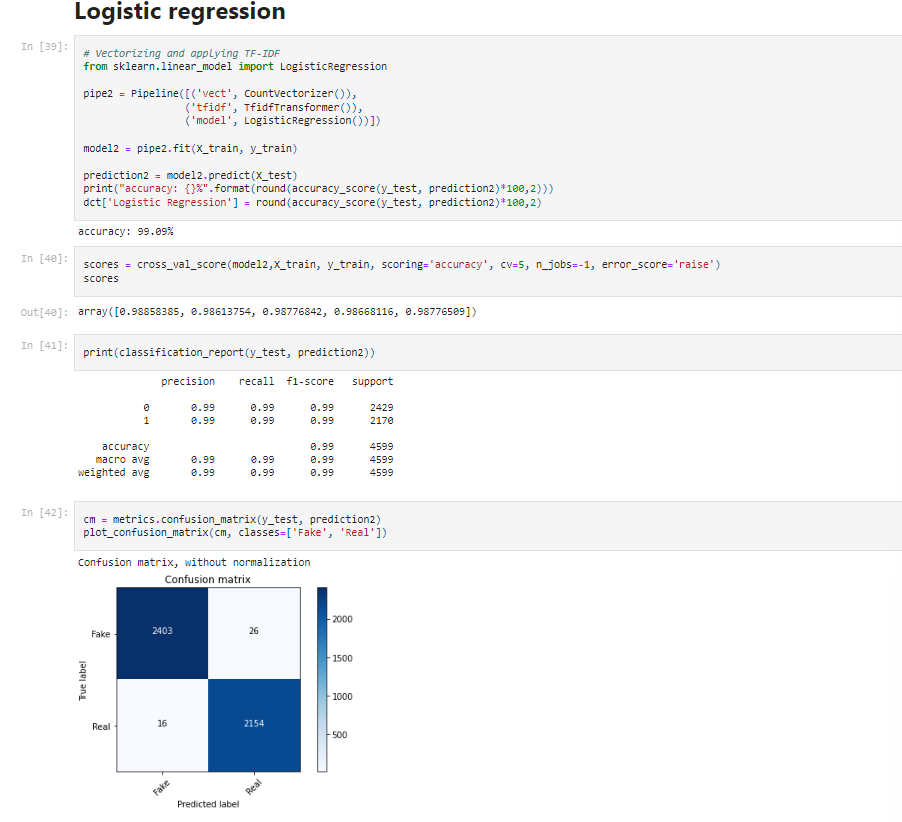 Logistic regression
In [39]:
# Vectorizing and applying TF-IDF
from sklearn.linear_model import LogisticRegression
pipe2 = Pipeline([('vect', CountVectorizer()),
('tfidf', TfidfTransformer()),
('model', LogisticRegression())])
model2 = pipe2.fit(X_train, y_train)
prediction2 = model2.predict(X_test)
print("accuracy: {}%".format(round(accuracy_score(y_test, prediction2)*100,2)))
dct['Logistic Regression'] = round(accuracy_score(y_test, prediction2)*100,2)
accuracy: 99.09%
In [40]:
scores = cross_val_score(model2,X_train, y_train, scoring='accuracy', cv=5, n_jobs=-1, error_score='raise')
scores
Out[40]: array([0.98858385, 0.98613754, 0.98776842, 0.98668116, 0.98776509])
In [41]:
print(classification_report(y_test, prediction2))
precision recall f1-score support
0 0.99 0.99 0.99 2429
1 0.99 0.99 0.99 2170
accuracy 0.99 4599
macro avg 0.99 0.99 0.99 4599
weighted avg 0.99 0.99 0.99 4599
In [42]:
cm = metrics.confusion_matrix(y_test, prediction2)
plot_confusion_matrix(cm, classes=['Fake', 'Real'])
Confusion matrix, without normalization
Confusion matrix
Fake 2403 26
Real 16 2154
True label
Fake Real
Predicted label
2000
1500
1000
500